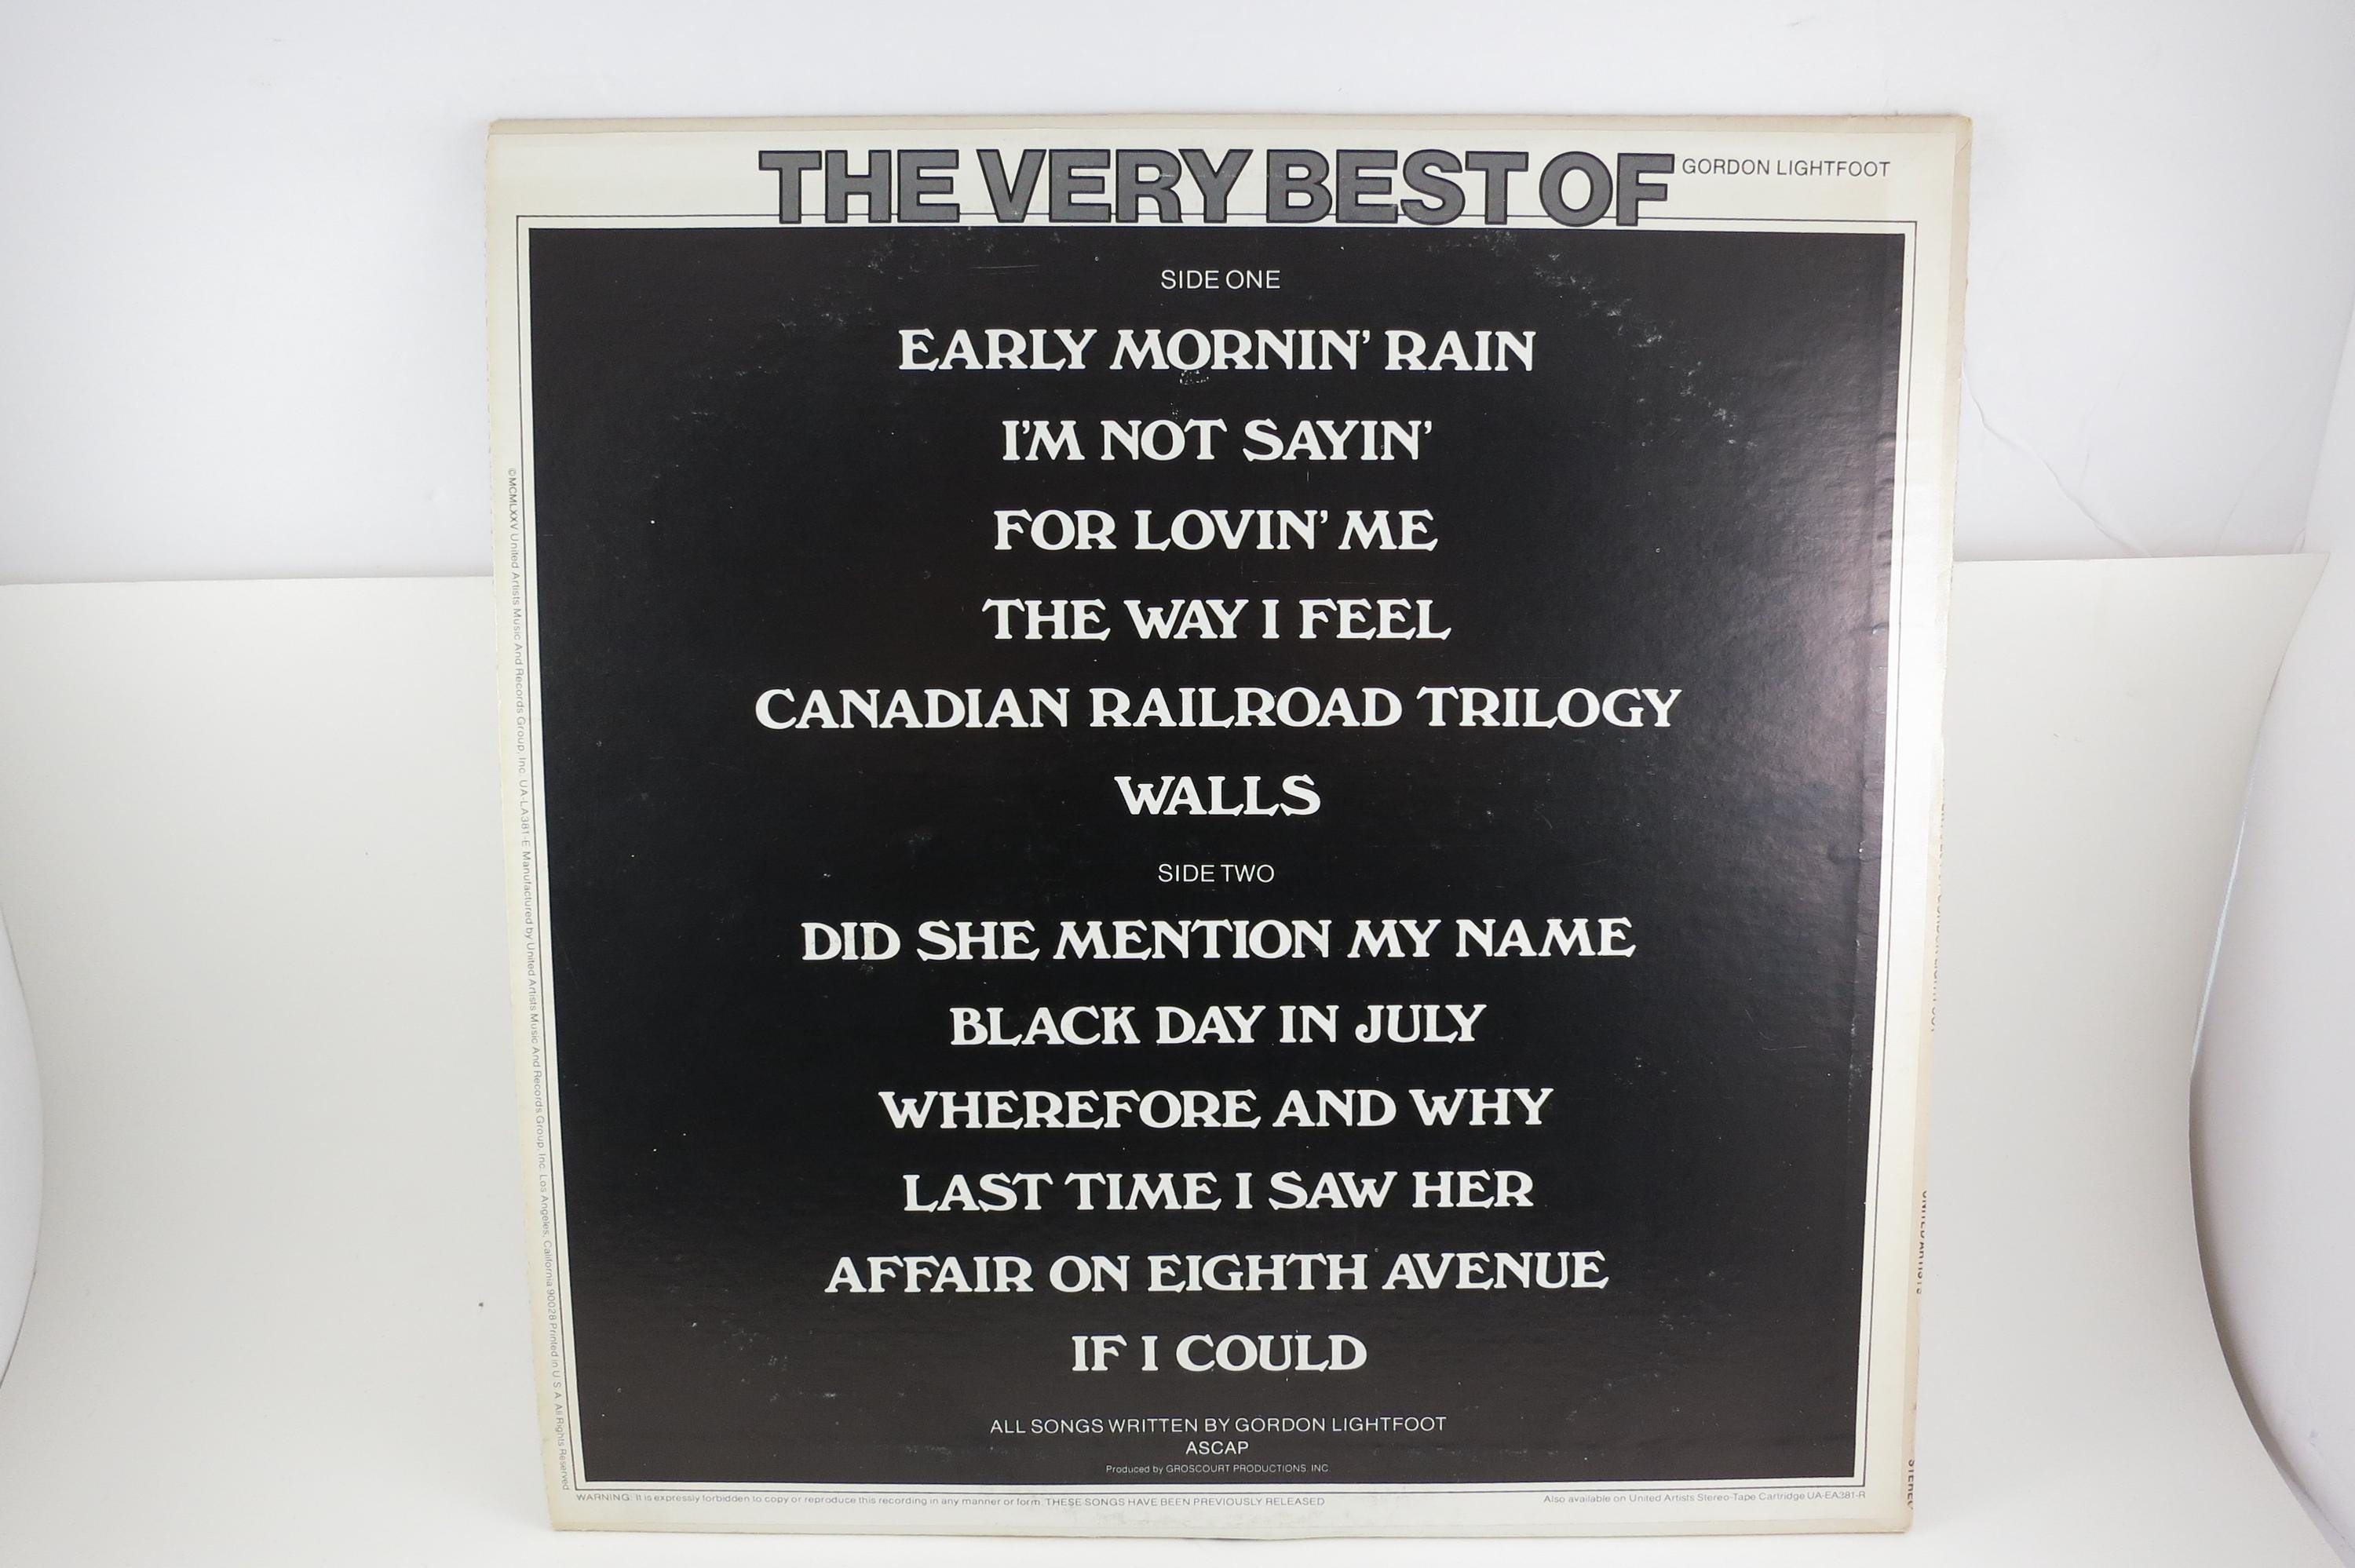 THE VERY BEST OF GORDON LIGHTFOOT
SIDE ONE
EARLY MORNIN' RAIN
I'M NOT SAYIN'
FOR LOVIN' ME
THE WAY I FEEL
CANADIAN RAILROAD TRILOGY
WALLS
SIDE TWO
DID SHE MENTION MY NAME
BLACK DAY IN JULY
WHEREFORE AND WHY
LAST TIME I SAW HER
AFFAIR ON EIGHTH AVENUE
IF I COULD
ALL SONGS WRITTEN BY GORDON LIGHTFOOT
ASCAP
Produced by GROSCOURT PRODUCTIONS, INC.
WARNING: It is expressly forbidden to copy or reproduce this recording in any manner or form. THESE SONGS HAVE BEEN PREVIOUSLY RELEASED
Also available on United Artists Stereo-Tape Cartridge UA-EA381-R
©MCMLXXV United Artists Music And Records Group, Inc. UA-LA381-E Manufactured by United Artists Music And Records Group, Inc. Los Angeles, California 90028 Printed in U.S.A. All Rights Reserved
UNITED ARTISTS
STEREO